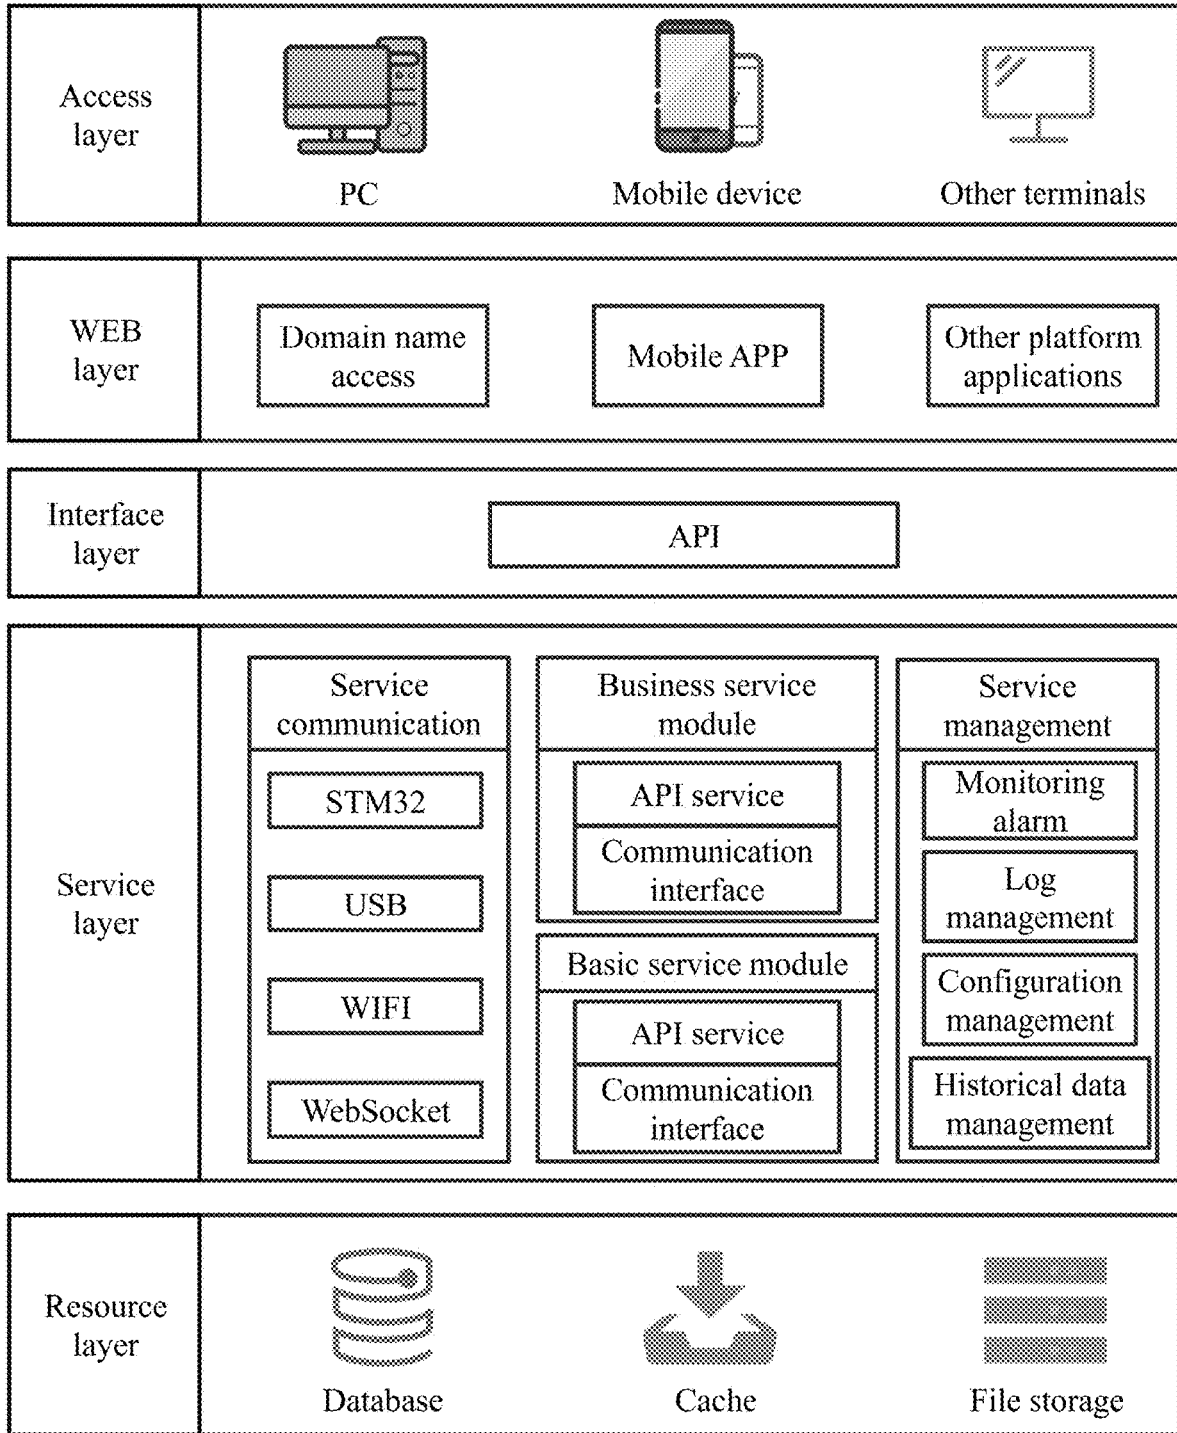 Access
layer
PC
Mobile device
Other terminals
WEB
layer
Domain name
access
Mobile APP
Other platform
applications
Interface
layer
API
Service
layer
Service
communication
STM32
USB
WIFI
WebSocket
Business service
module
API service
Communication
interface
Basic service module
API service
Communication
interface
Service
management
Monitoring
alarm
Log
management
Configuration
management
Historical data
management
Resource
layer
Database
Cache
File storage